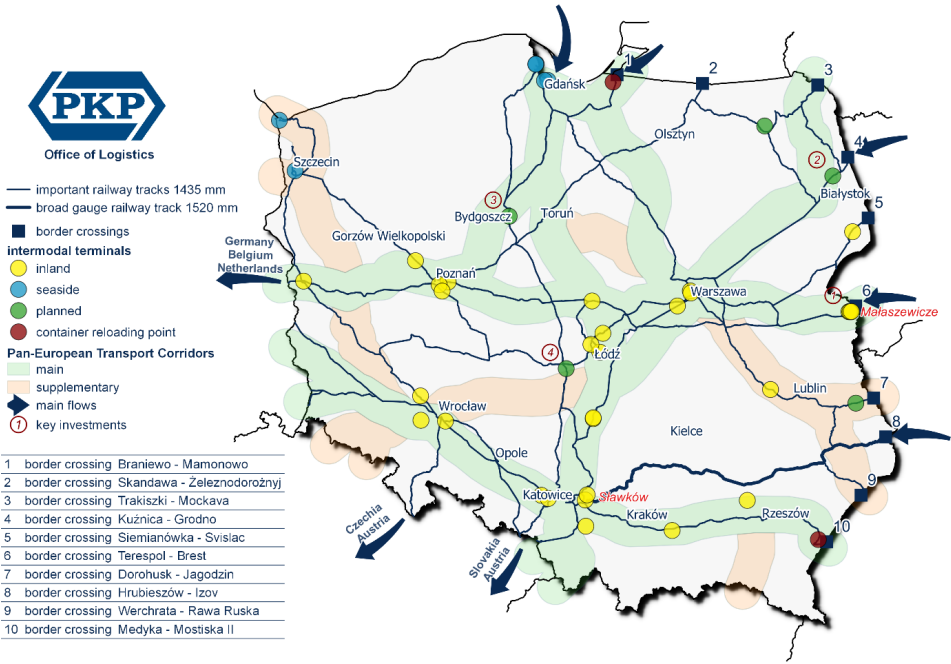 PKP
Office of Logistics
important railway tracks 1435 mm
broad gauge railway track 1520 mm
border crossings
intermodal terminals
inland
seaside
planned
container reloading point
Pan-European Transport Corridors
main
supplementary
main flows
1 key investments
1 border crossing Braniewo - Mamonowo
2 border crossing Skandawa - Żeleznodorożnyj
3 border crossing Trakiszki - Mockava
4 border crossing Kuźnica - Grodno
5 border crossing Siemianówka - Svislac
6 border crossing Terespol - Brest
7 border crossing Dorohusk - Jagodzin
8 border crossing Hrubieszów - Izov
9 border crossing Werchrata - Rawa Ruska
10 border crossing Medyka - Mostiska II
1
2
3
Gdańsk
Olsztyn
4
2
Szczecin
Białystok
3
Bydgoszcz
Toruń
5
Gorzów Wielkopolski
Germany
Belgium
Netherlands
Poznań
Warszawa
1
6
Małaszewicze
4
Łódź
Lublin
7
Wrocław
8
Kielce
Opole
Katowice
Sławków
9
Kraków
Rzeszów
10
Czechia
Austria
Slovakia
Austria